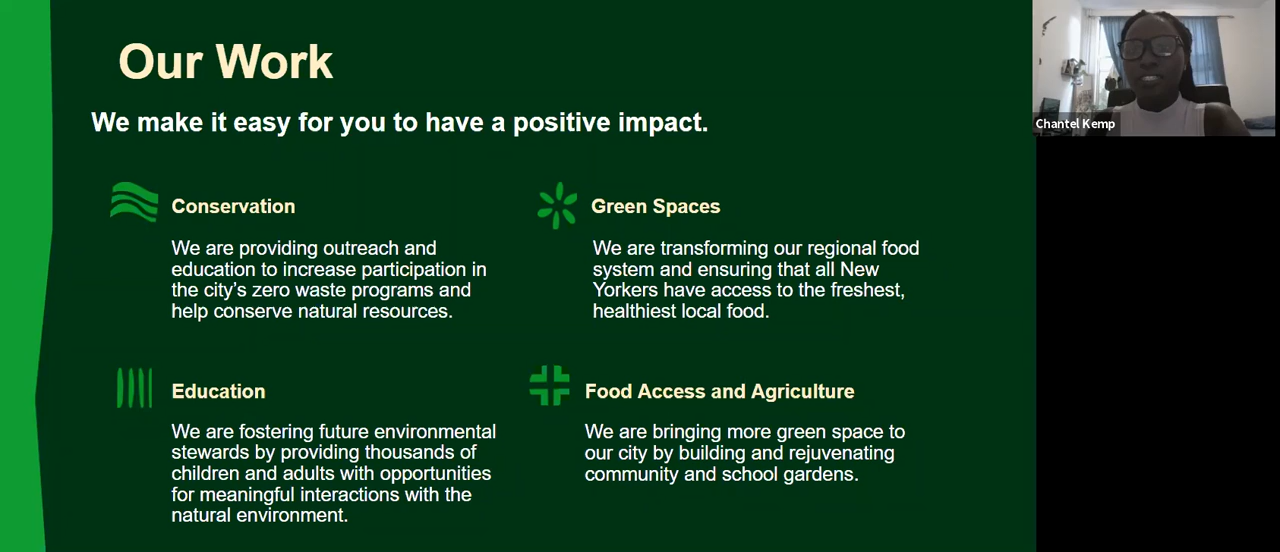 Our Work
We make it easy for you to have a positive impact.
Conservation
We are providing outreach and
education to increase participation in
the city's zero waste programs and
help conserve natural resources.
Green Spaces
We are transforming our regional food
system and ensuring that all New
Yorkers have access to the freshest,
healthiest local food.
Education
We are fostering future environmental
stewards by providing thousands of
children and adults with opportunities
for meaningful interactions with the
natural environment.
Food Access and Agriculture
We are bringing more green space to
our city by building and rejuvenating
community and school gardens.
Chantel Kemp